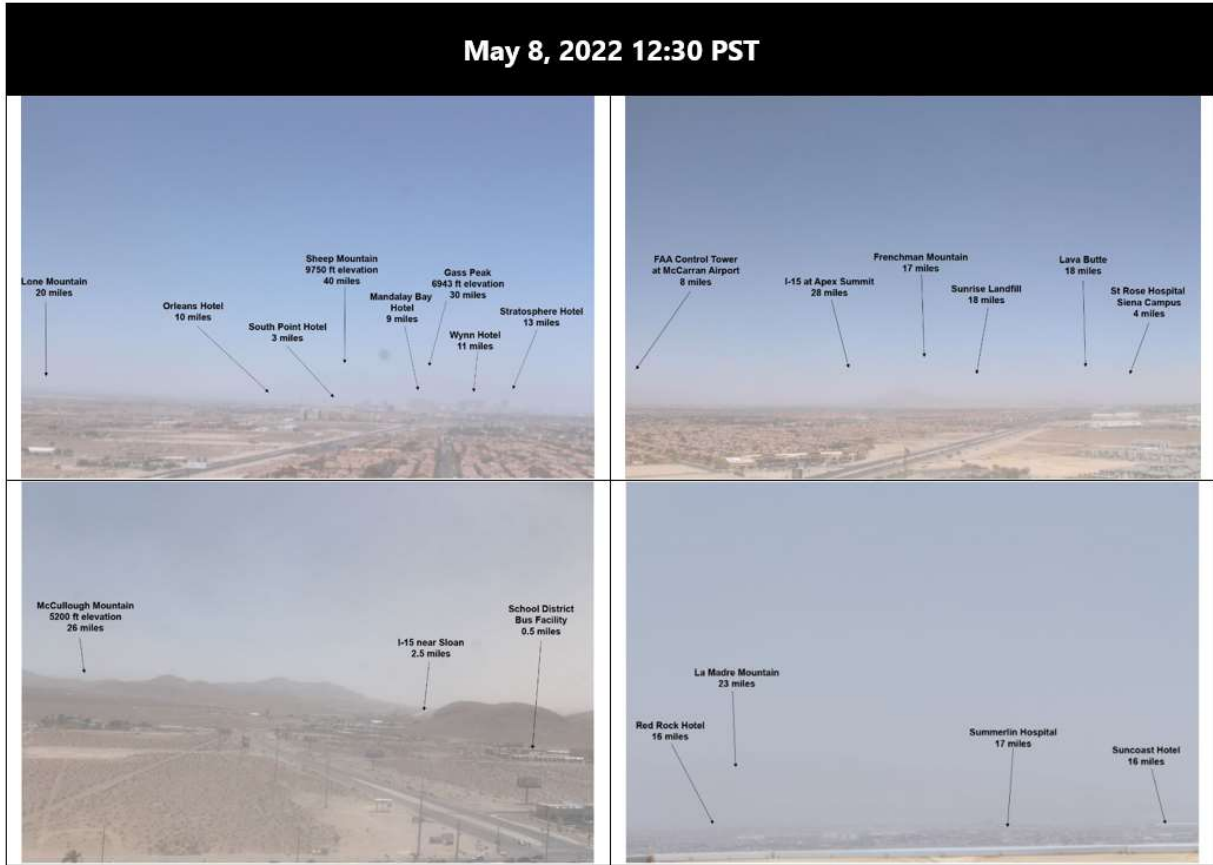 May 8, 2022 12:30 PST
Lone Mountain
20 miles
Orleans Hotel
10 miles
South Point Hotel
3 miles
Sheep Mountain
9750 ft elevation
40 miles
Mandalay Bay
Hotel
9 miles
Gass Peak
6943 ft elevation
30 miles
Wynn Hotel
11 miles
Stratosphere Hotel
13 miles
FAA Control Tower
at McCarran Airport
8 miles
I-15 at Apex Summit
28 miles
Frenchman Mountain
17 miles
Sunrise Landfill
18 miles
Lava Butte
18 miles
St Rose Hospital
Siena Campus
4 miles
McCullough Mountain
5200 ft elevation
26 miles
I-15 near Sloan
2.5 miles
School District
Bus Facility
0.5 miles
Red Rock Hotel
16 miles
La Madre Mountain
23 miles
Summerlin Hospital
17 miles
Suncoast Hotel
16 miles